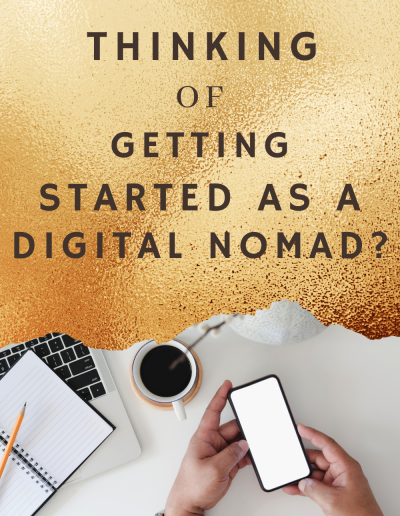 THINKING
OF
GETTING
STARTED AS A
DIGITAL NOMAD?